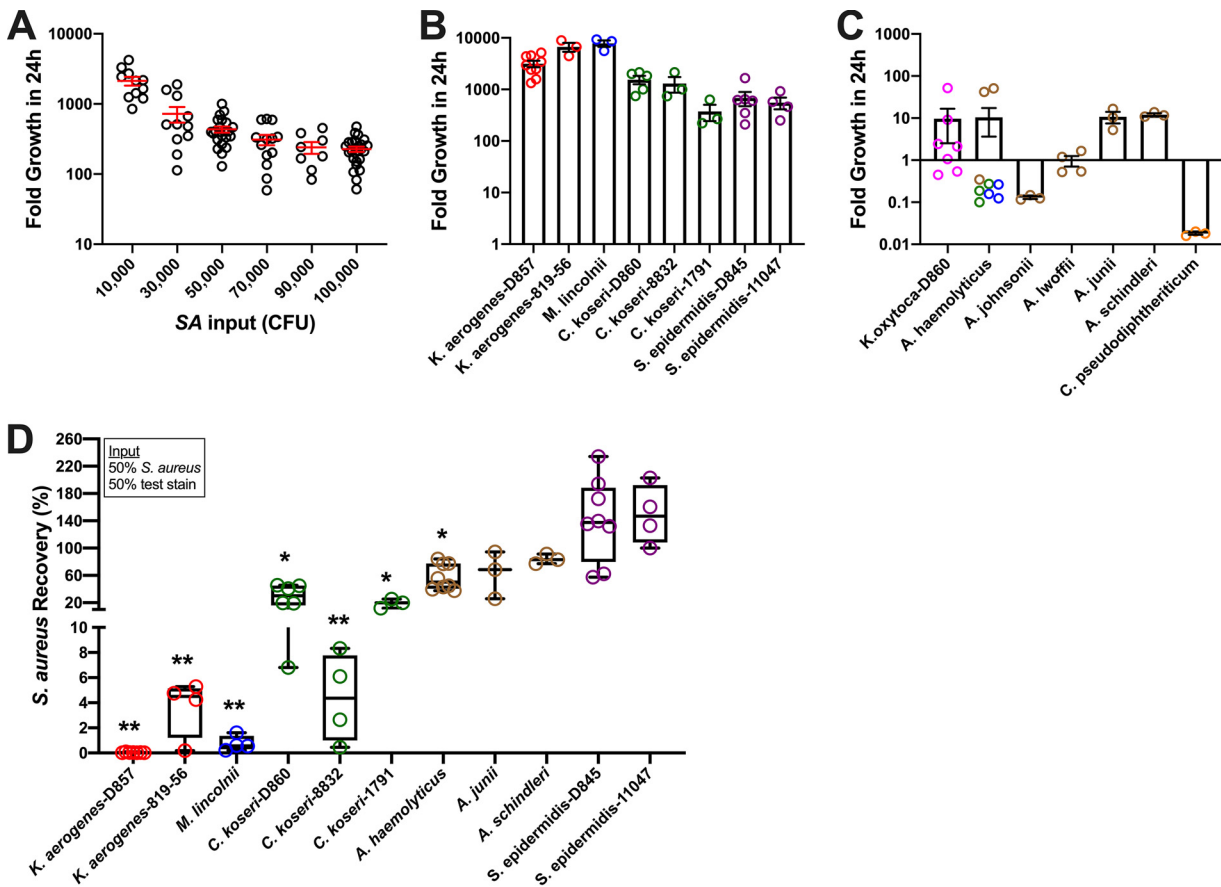 A
Fold Growth in 24h
10000
1000
100
10
10,000
30,000
50,000
70,000
90,000
100,000
SA input (CFU)
B
Fold Growth in 24h
10000
1000
100
10
1
K. aerogenes-D857
K. aerogenes-819-56
M. lincolnii
C. koseri-D860
C. koseri-8832
C. koseri-1791
S. epidermidis-D845
S. epidermidis-11047
C
Fold Growth in 24h
1000
100
10
1
0.1
0.01
K.oxytoca-D860
A. haemolyticus
A. johnsonii
A. lwoffii
A. junii
A. schindleri
C. pseudodiphtheriticum
D
S. aureus Recovery (%)
260
220
180
140
100
60
20
10
8
6
4
2
0
Input
50% S. aureus
50% test stain
**
**
**
*
**
*
*
K. aerogenes-D857
K. aerogenes-819-56
M. lincolnii
C. koseri-D860
C. koseri-8832
C. koseri-1791
A. haemolyticus
A. junii
A. schindleri
S. epidermidis-D845
S. epidermidis-11047